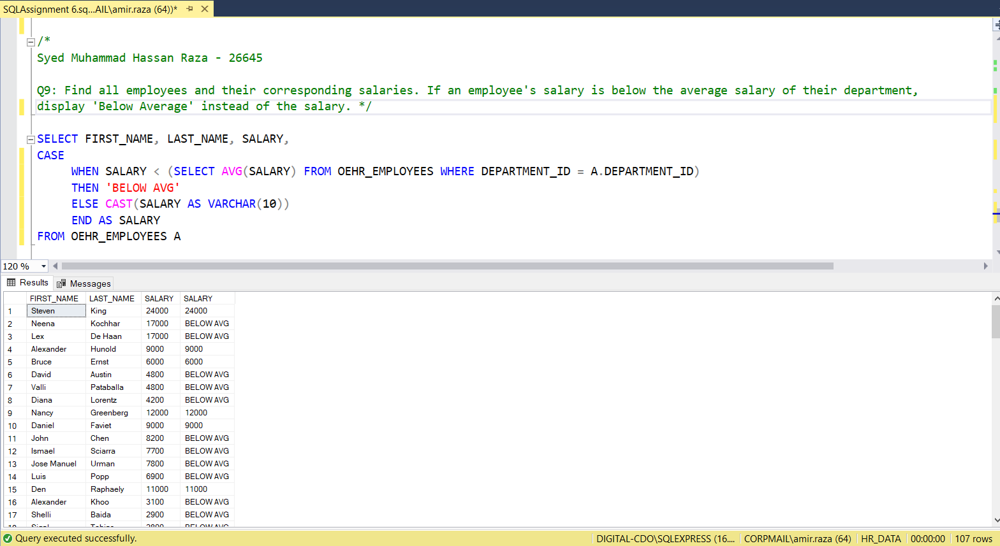 SQLAssignment 6.sq...AIL\amir.raza (64))*
/*
Syed Muhammad Hassan Raza - 26645
Q9: Find all employees and their corresponding salaries. If an employee's salary is below the average salary of their department,
display 'Below Average' instead of the salary. */
SELECT FIRST_NAME, LAST_NAME, SALARY,
CASE
WHEN SALARY < (SELECT AVG(SALARY) FROM OEHR_EMPLOYEES WHERE DEPARTMENT_ID = A.DEPARTMENT_ID)
THEN 'BELOW AVG'
ELSE CAST(SALARY AS VARCHAR(10))
END AS SALARY
FROM OEHR_EMPLOYEES A
120 %
Results Messages
FIRST_NAME LAST_NAME SALARY SALARY
1 Steven King 24000 24000
2 Neena Kochhar 17000 BELOW AVG
3 Lex De Haan 17000 BELOW AVG
4 Alexander Hunold 9000 9000
5 Bruce Ernst 6000 6000
6 David Austin 4800 BELOW AVG
7 Valli Pataballa 4800 BELOW AVG
8 Diana Lorentz 4200 BELOW AVG
9 Nancy Greenberg 12000 12000
10 Daniel Faviet 9000 9000
11 John Chen 8200 BELOW AVG
12 Ismael Sciarra 7700 BELOW AVG
13 Jose Manuel Urman 7800 BELOW AVG
14 Luis Popp 6900 BELOW AVG
15 Den Raphaely 11000 11000
16 Alexander Khoo 3100 BELOW AVG
17 Shelli Baida 2900 BELOW AVG
Query executed successfully. DIGITAL-CDO\SQLEXPRESS (16.... CORPMAIL\amir.raza (64) HR_DATA 00:00:00 107 rows